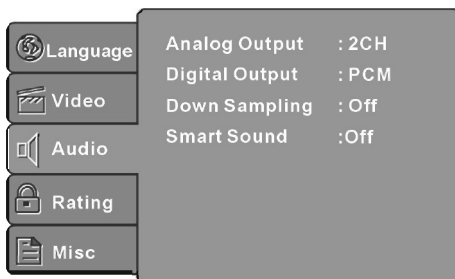 Language
Video
Audio
Rating
Misc
Analog Output : 2CH
Digital Output : PCM
Down Sampling : Off
Smart Sound :Off